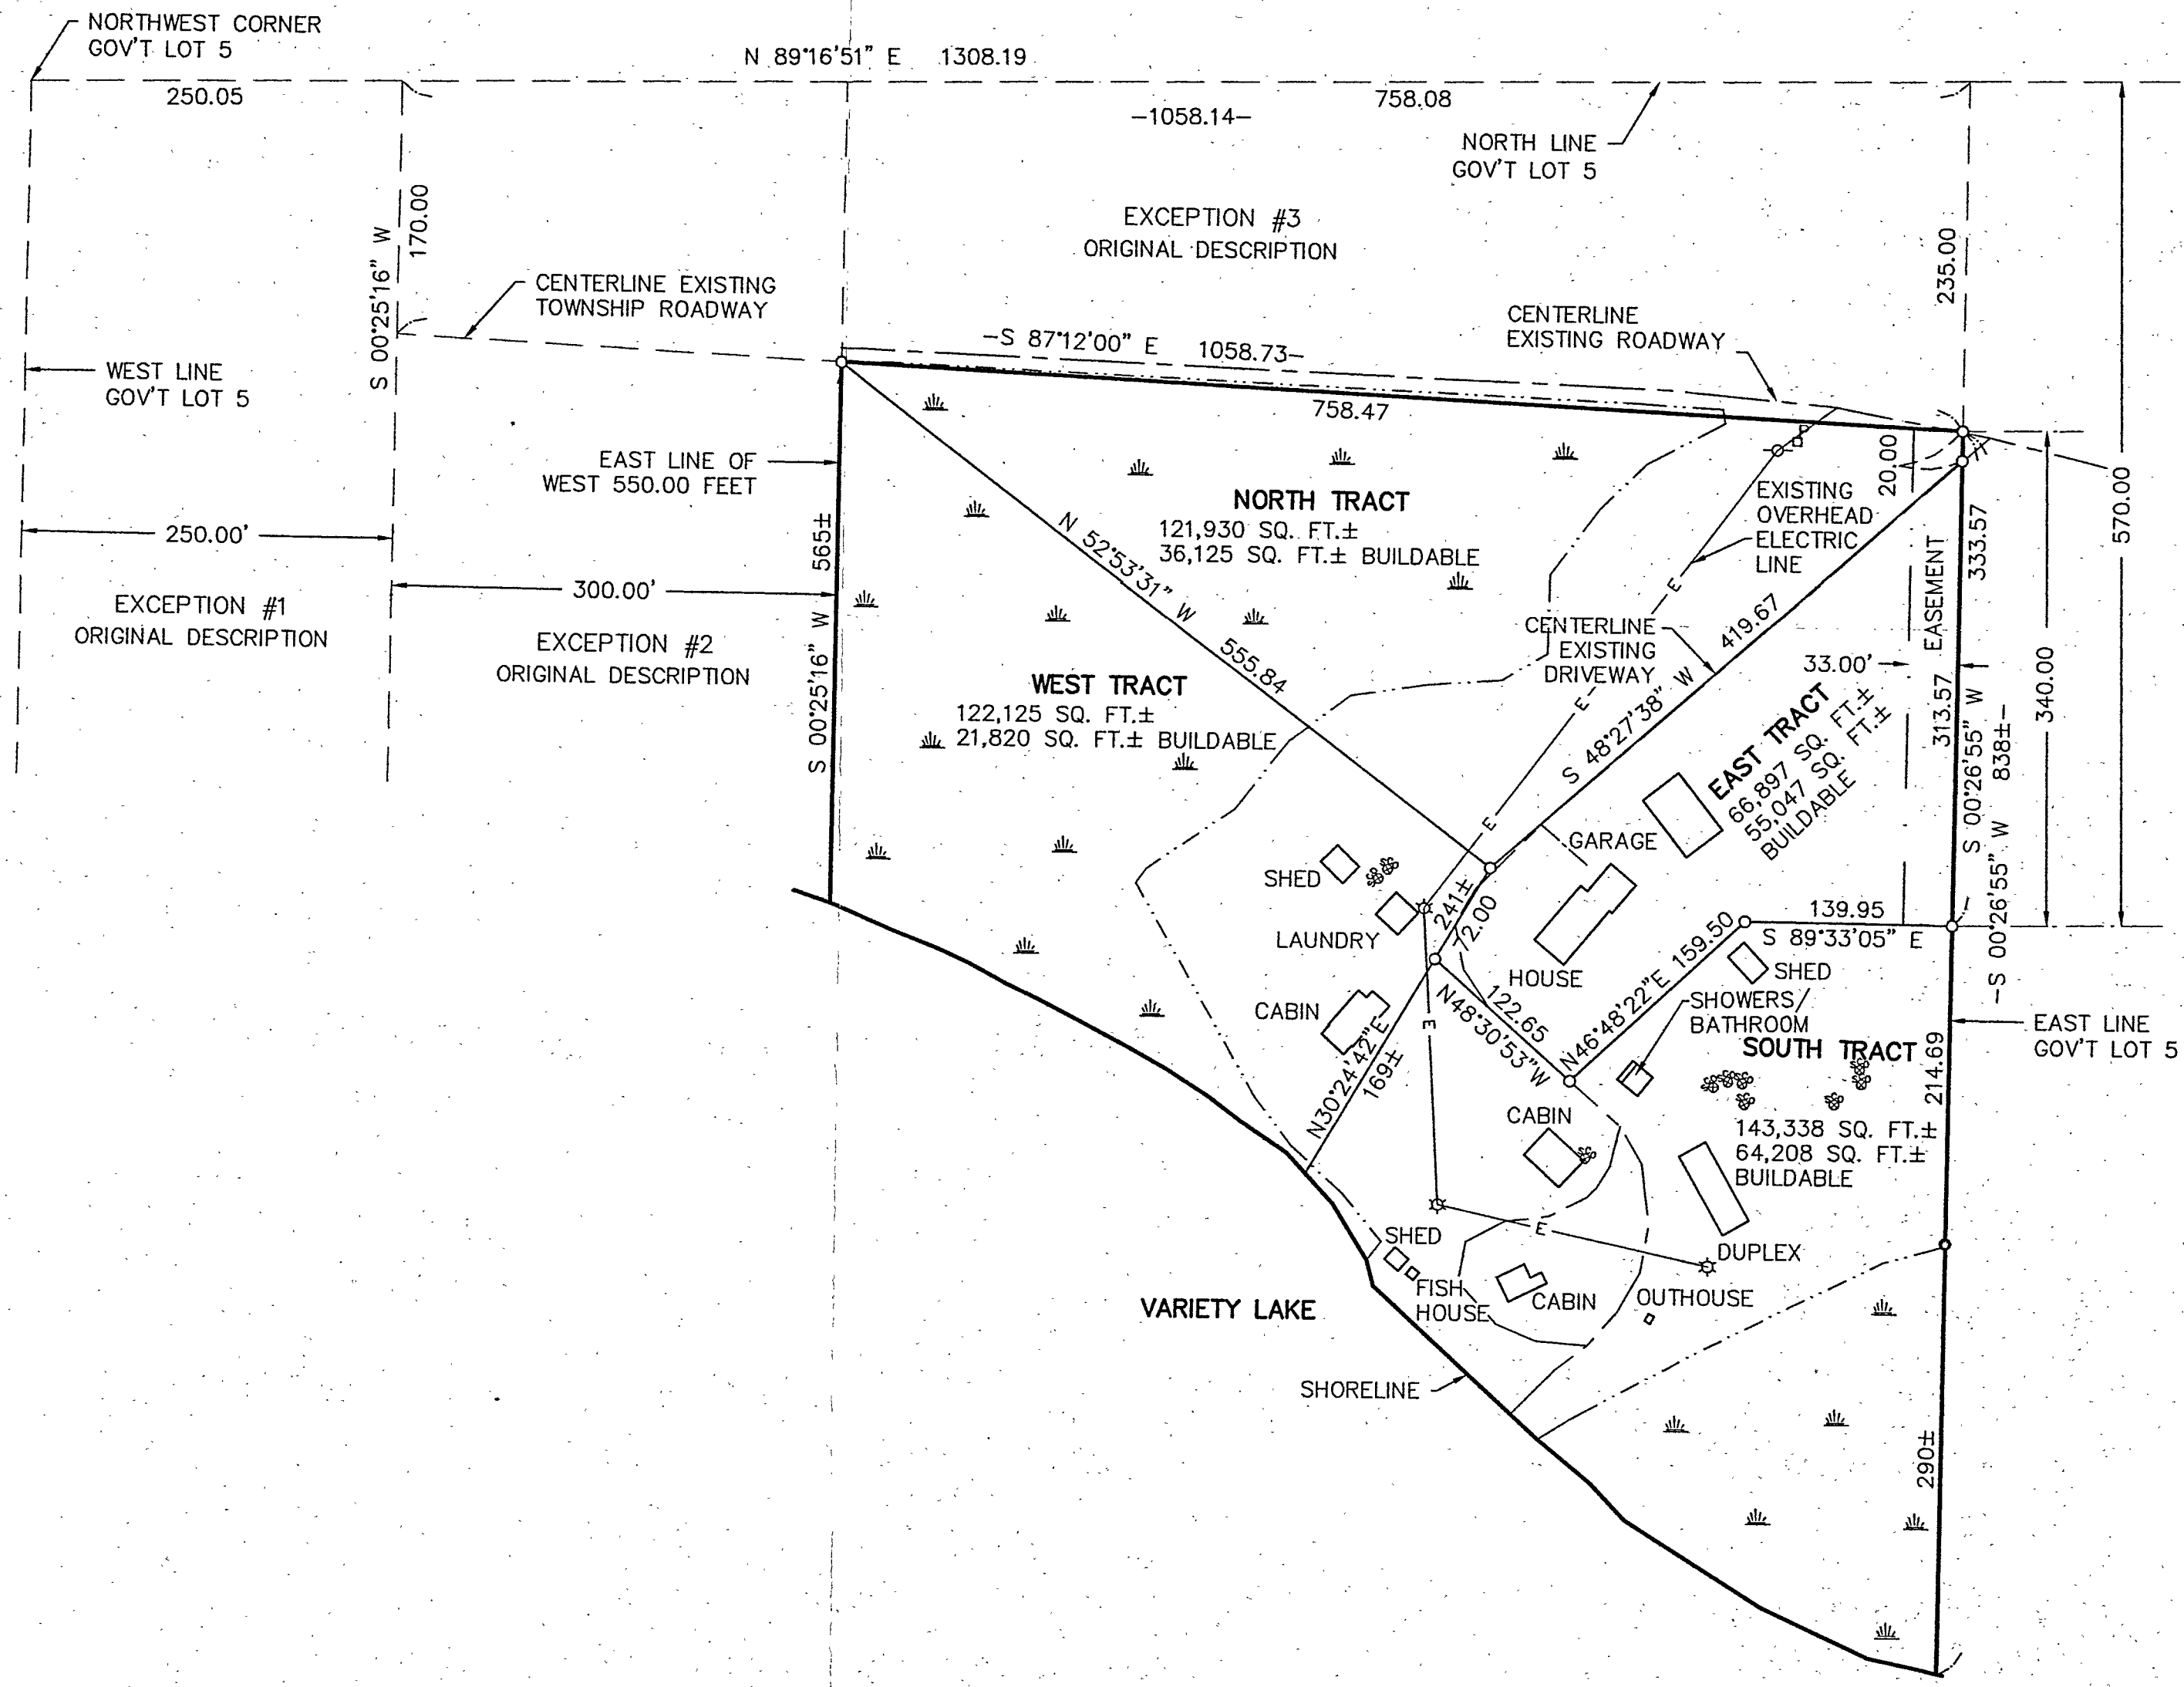 NORTHWEST CORNER
GOV'T LOT 5
N 89°16'51" E 1308.19
250.05
758.08
-1058.14-
NORTH LINE
GOV'T LOT 5
S 00°25'16" W
170.00
EXCEPTION #3
ORIGINAL DESCRIPTION
235.00
CENTERLINE EXISTING
TOWNSHIP ROADWAY
CENTERLINE
EXISTING ROADWAY
-S 87°12'00" E 1058.73-
758.47
WEST LINE
GOV'T LOT 5
EAST LINE OF
WEST 550.00 FEET
250.00'
300.00'
EXCEPTION #1
ORIGINAL DESCRIPTION
EXCEPTION #2
ORIGINAL DESCRIPTION
S 00°25'16" W 565±
NORTH TRACT
121,930 SQ. FT.±
36,125 SQ. FT.± BUILDABLE
N 52°53'31" W 555.84
20.00
EXISTING
OVERHEAD
ELECTRIC
LINE
E
EASEMENT
333.57
570.00
CENTERLINE
EXISTING
DRIVEWAY
S 48°27'38" W 419.67
33.00'
340.00
WEST TRACT
122,125 SQ. FT.±
21,820 SQ. FT.± BUILDABLE
E
EAST TRACT
66,897 SQ. FT.±
55,047 SQ. FT.±
BUILDABLE
313.57
S 00°26'55" W
-S 00°26'55" W 838±-
E
GARAGE
SHED
LAUNDRY
241±
72.00
HOUSE
139.95
S 89°33'05" E
SHED
CABIN
E
N30°24'42"E
169±
122.65
N48°30'53"W
N46°48'22"E 159.50
SHOWERS/
BATHROOM
SOUTH TRACT
143,338 SQ. FT.±
64,208 SQ. FT.±
BUILDABLE
214.69
EAST LINE
GOV'T LOT 5
CABIN
E
SHED
FISH
HOUSE
CABIN
DUPLEX
OUTHOUSE
VARIETY LAKE
SHORELINE
290±